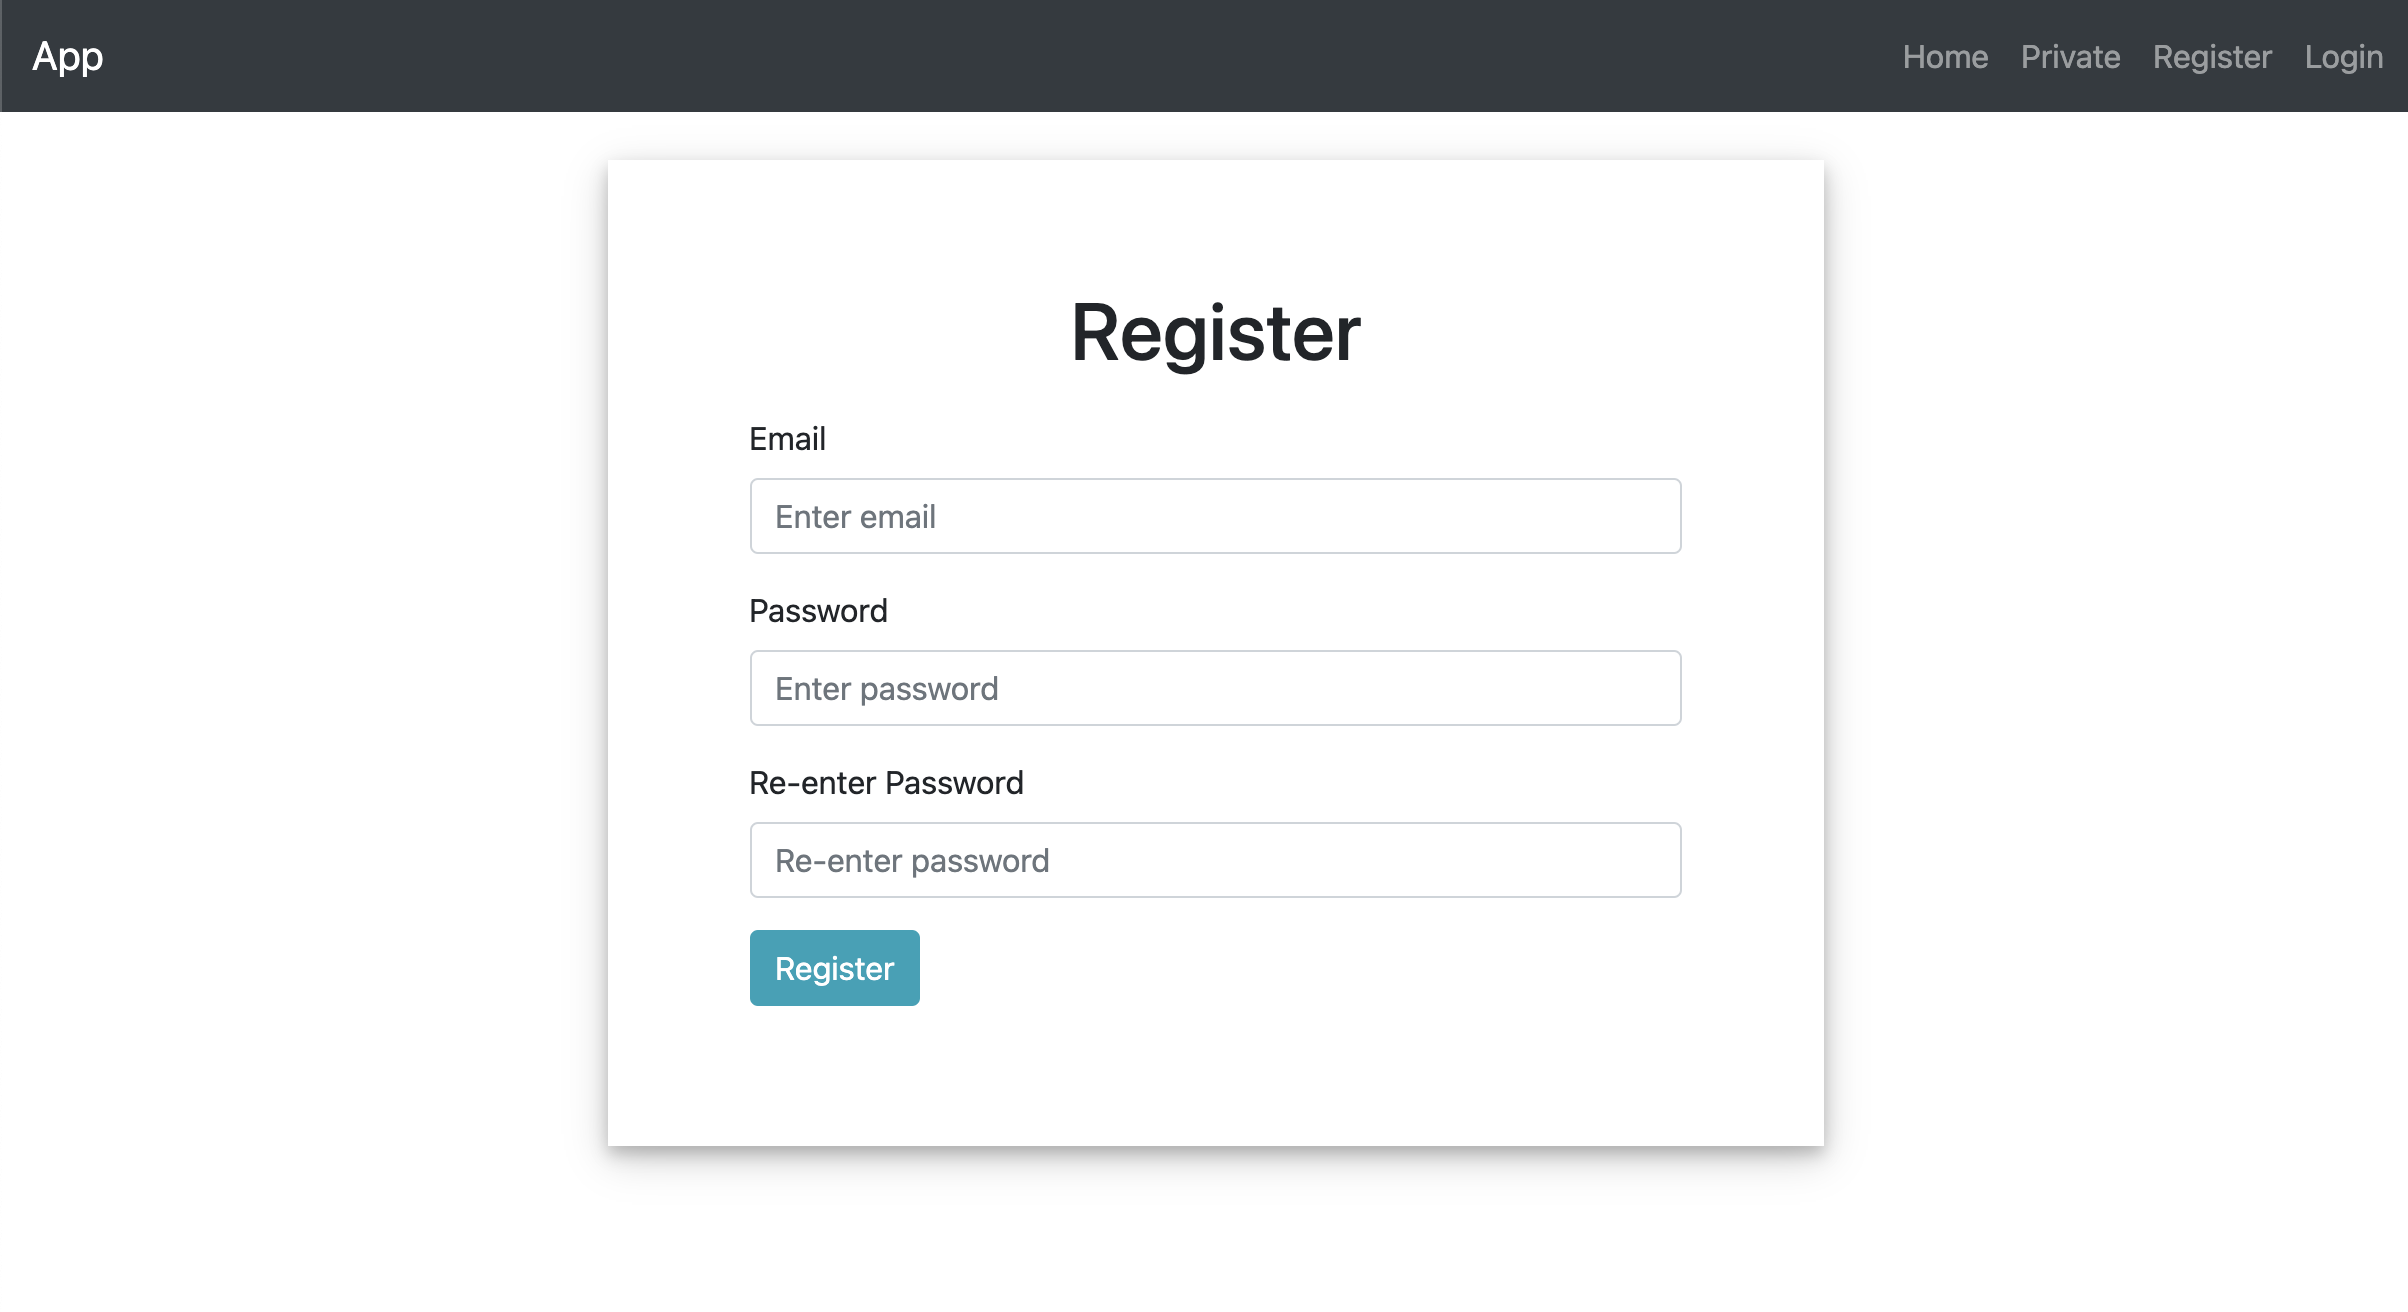 App
Home Private Register Login
Register
Email
Enter email
Password
Enter password
Re-enter Password
Re-enter password
Register